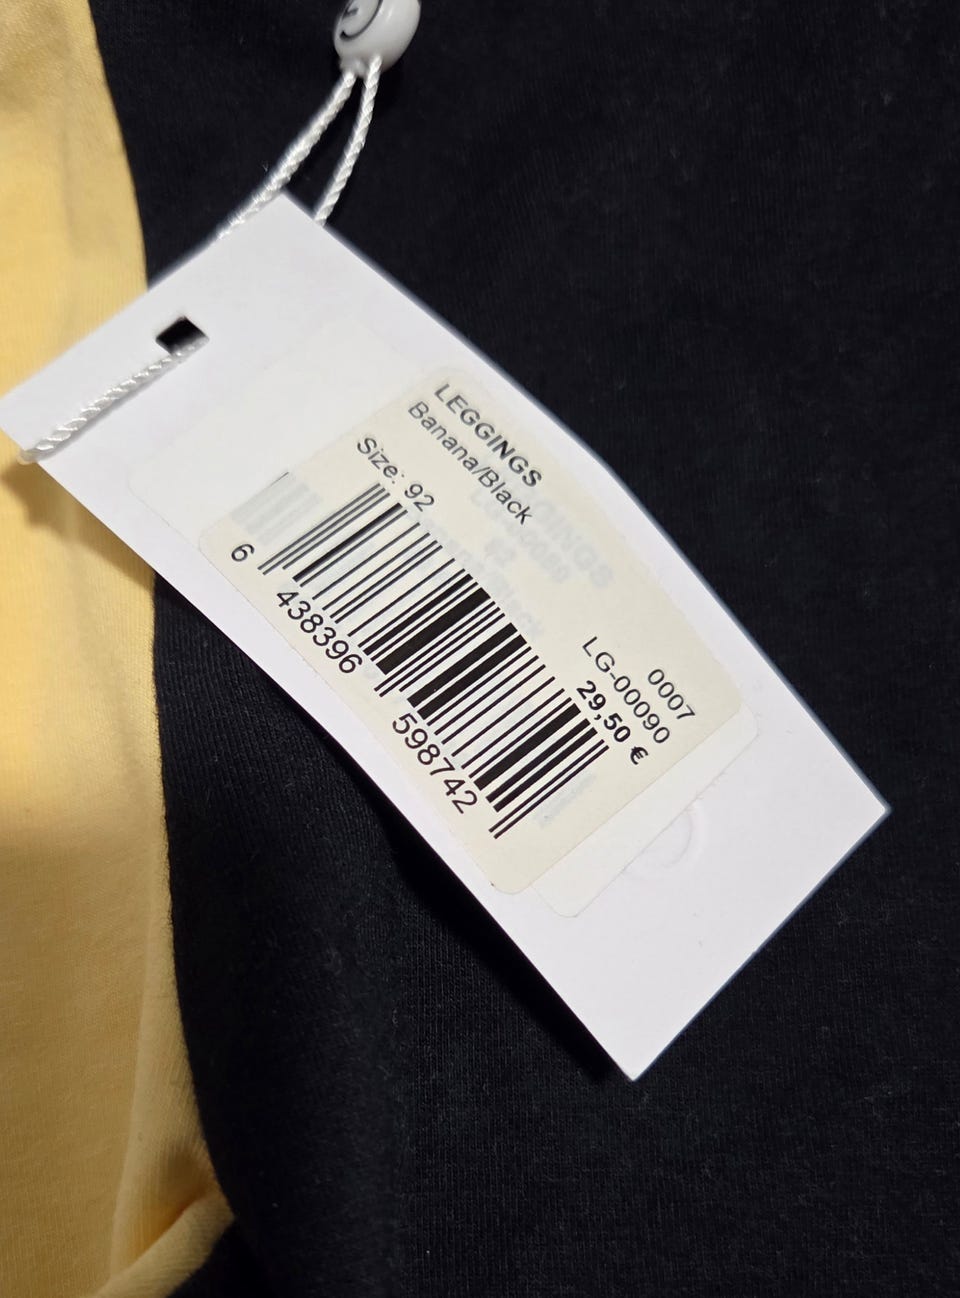 LEGGINGS
Banana/Black
Size: 92
0007
LG-00090
29,50 €
6 438396 598742